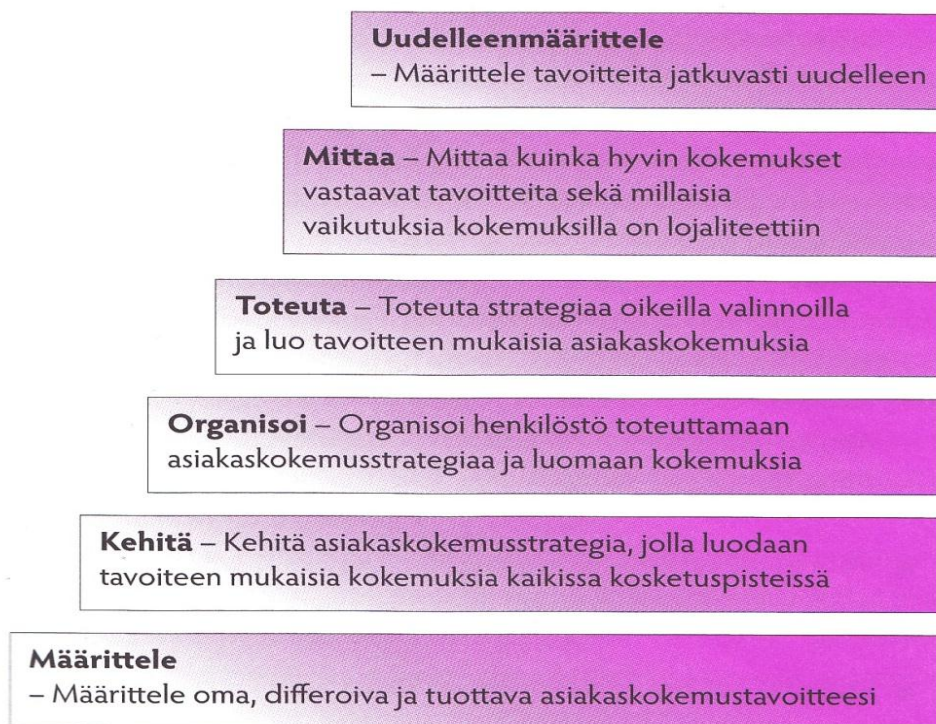 Uudelleenmäärittele
– Määrittele tavoitteita jatkuvasti uudelleen
Mittaa – Mittaa kuinka hyvin kokemukset
vastaavat tavoitteita sekä millaisia
vaikutuksia kokemuksilla on lojaliteettiin
Toteuta – Toteuta strategiaa oikeilla valinnoilla
ja luo tavoitteen mukaisia asiakaskokemuksia
Organisoi – Organisoi henkilöstö toteuttamaan
asiakaskokemusstrategiaa ja luomaan kokemuksia
Kehitä – Kehitä asiakaskokemusstrategia, jolla luodaan
tavoiteen mukaisia kokemuksia kaikissa kosketuspisteissä
Määrittele
– Määrittele oma, differoiva ja tuottava asiakaskokemustavoitteesi